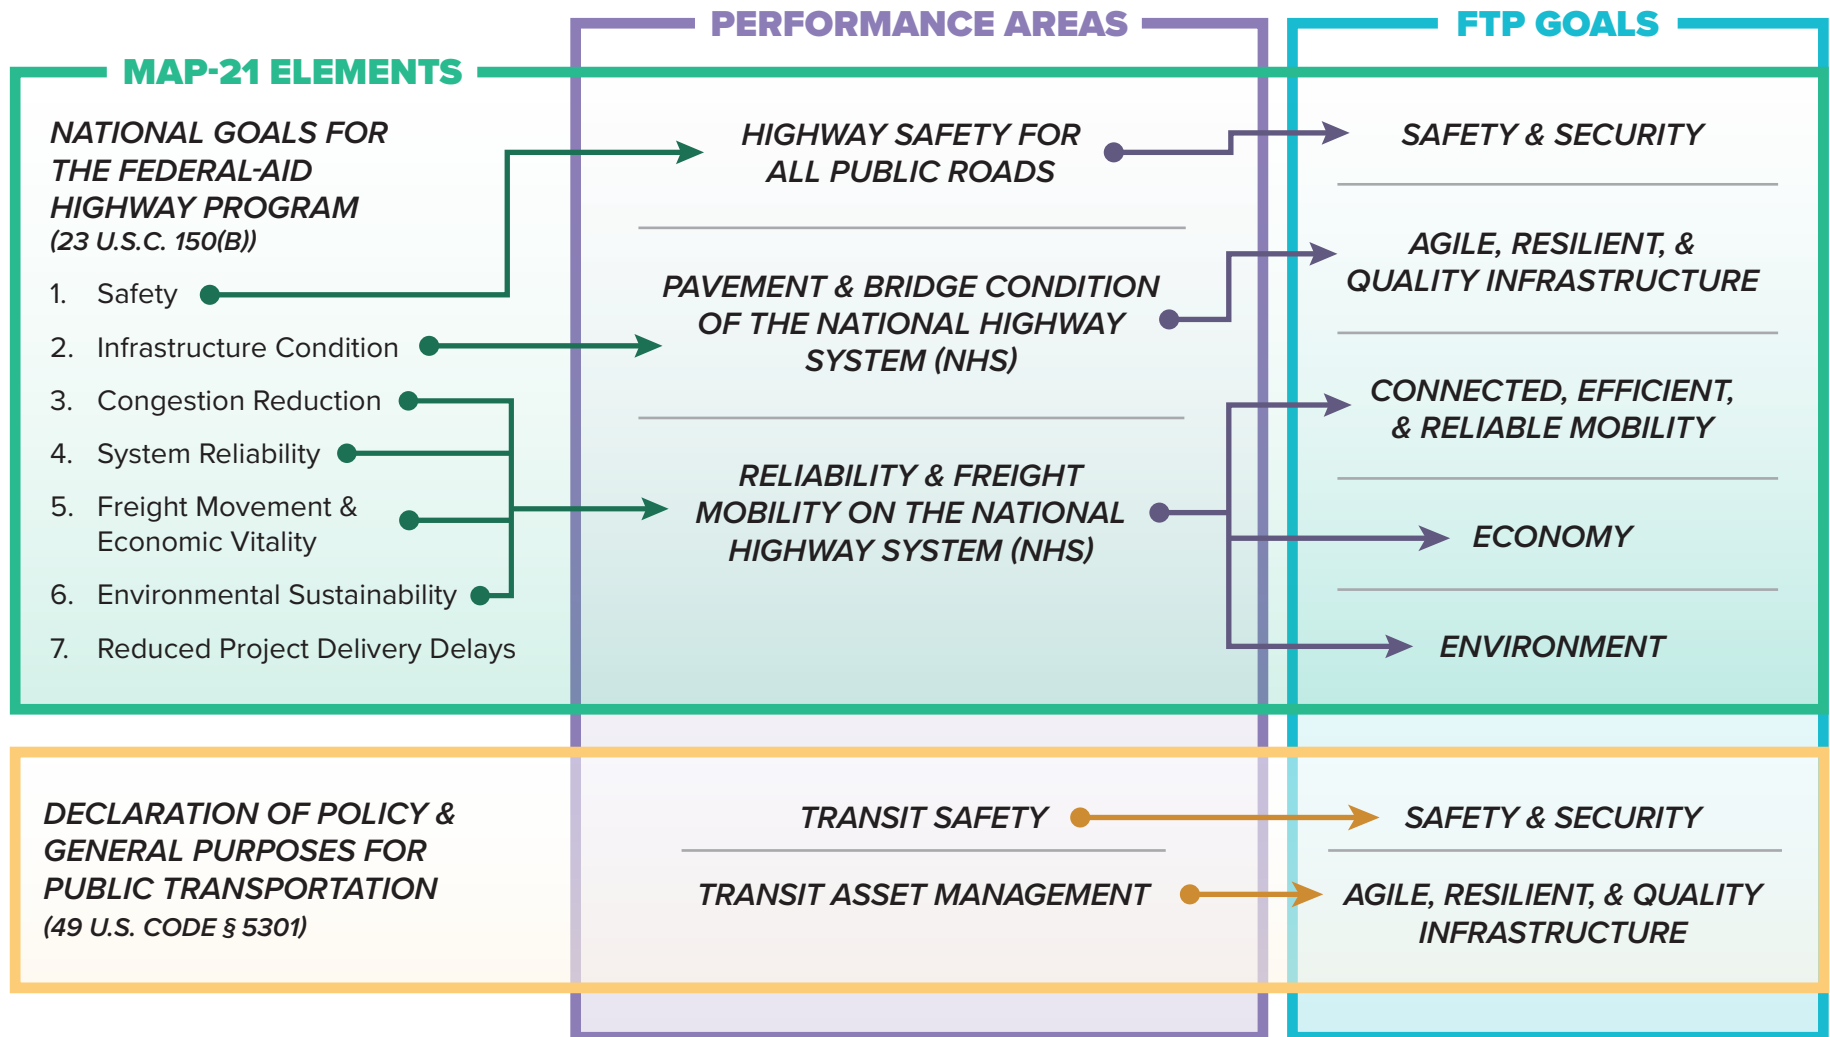 PERFORMANCE AREAS
FTP GOALS
MAP-21 ELEMENTS
NATIONAL GOALS FOR
THE FEDERAL-AID
HIGHWAY PROGRAM
(23 U.S.C. 150(B))
1. Safety
2. Infrastructure Condition
3. Congestion Reduction
4. System Reliability
5. Freight Movement &
Economic Vitality
6. Environmental Sustainability
7. Reduced Project Delivery Delays
HIGHWAY SAFETY FOR
ALL PUBLIC ROADS
PAVEMENT & BRIDGE CONDITION
OF THE NATIONAL HIGHWAY
SYSTEM (NHS)
RELIABILITY & FREIGHT
MOBILITY ON THE NATIONAL
HIGHWAY SYSTEM (NHS)
SAFETY & SECURITY
AGILE, RESILIENT, &
QUALITY INFRASTRUCTURE
CONNECTED, EFFICIENT,
& RELIABLE MOBILITY
ECONOMY
ENVIRONMENT
DECLARATION OF POLICY &
GENERAL PURPOSES FOR
PUBLIC TRANSPORTATION
(49 U.S. CODE § 5301)
TRANSIT SAFETY
TRANSIT ASSET MANAGEMENT
SAFETY & SECURITY
AGILE, RESILIENT, & QUALITY
INFRASTRUCTURE